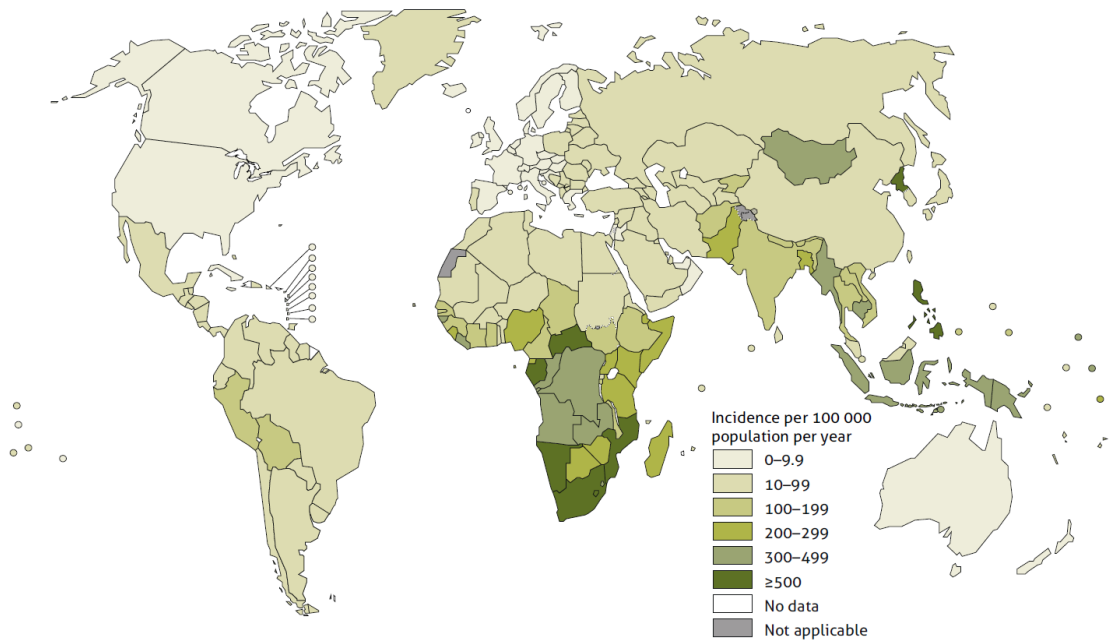 Incidence per 100 000
population per year
0–9.9
10–99
100–199
200–299
300–499
≥500
No data
Not applicable